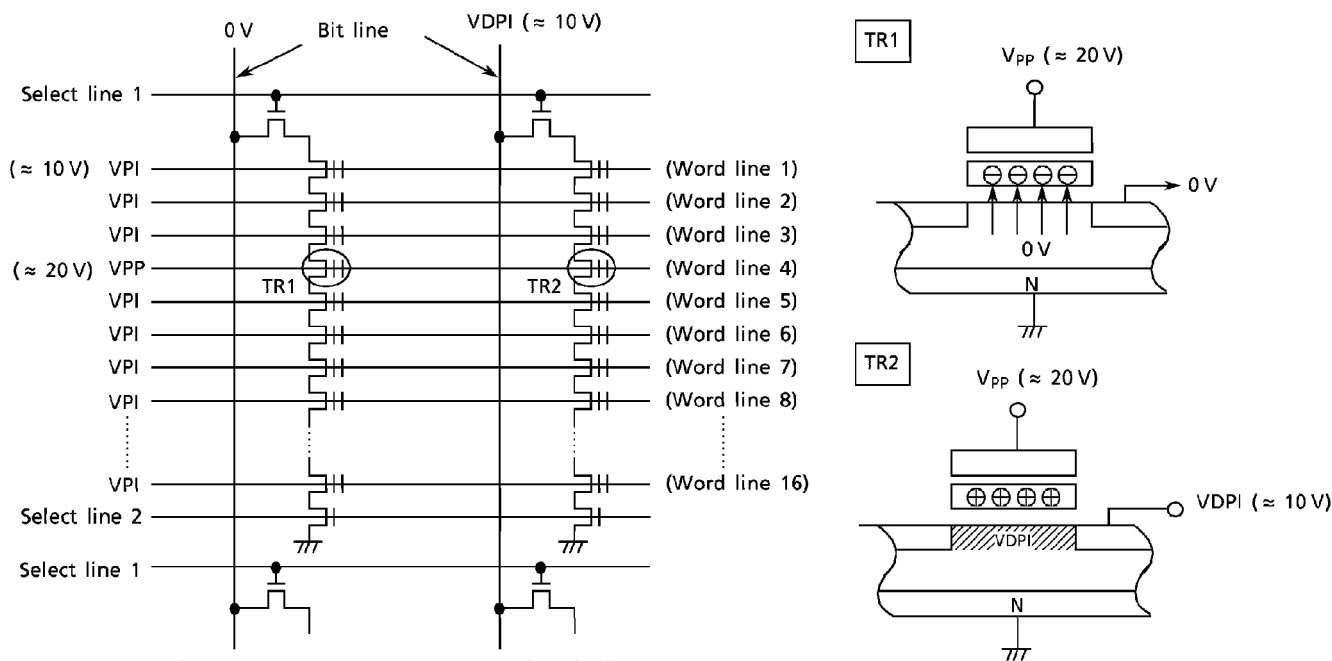 0 V
Bit line
VDPI (≈ 10 V)
Select line 1
(≈ 10 V) VPI (Word line 1)
VPI (Word line 2)
VPI (Word line 3)
(≈ 20 V) VPP TR1 TR2 (Word line 4)
VPI (Word line 5)
VPI (Word line 6)
VPI (Word line 7)
VPI (Word line 8)
VPI (Word line 16)
Select line 2
Select line 1
TR1
VPP (≈ 20 V)
0 V
0 V
N
TR2
VPP (≈ 20 V)
VDPI (≈ 10 V)
VDPI
N